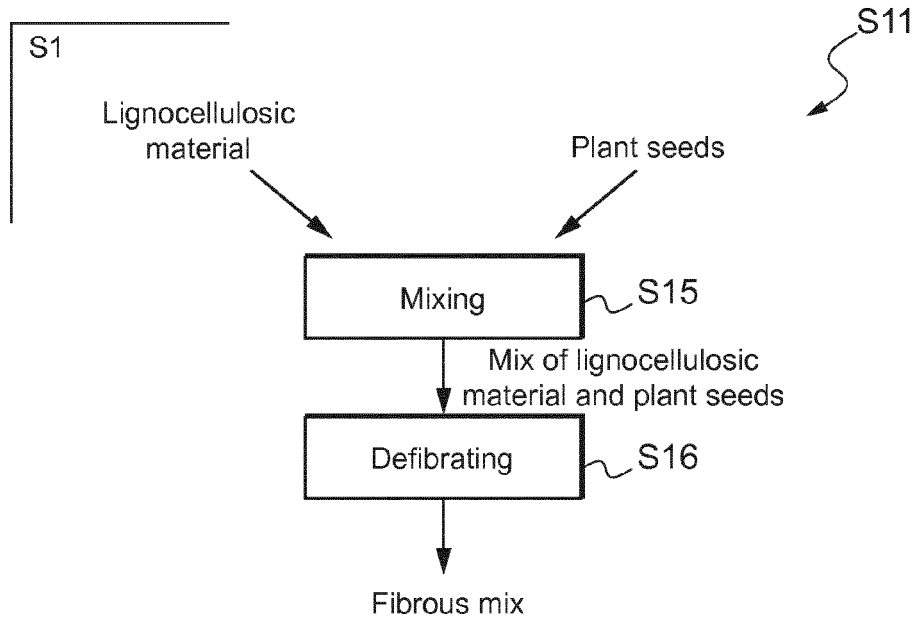 S11
S1
Lignocellulosic
material
Plant seeds
Mixing
S15
Mix of lignocellulosic
material and plant seeds
Defibrating
S16
Fibrous mix